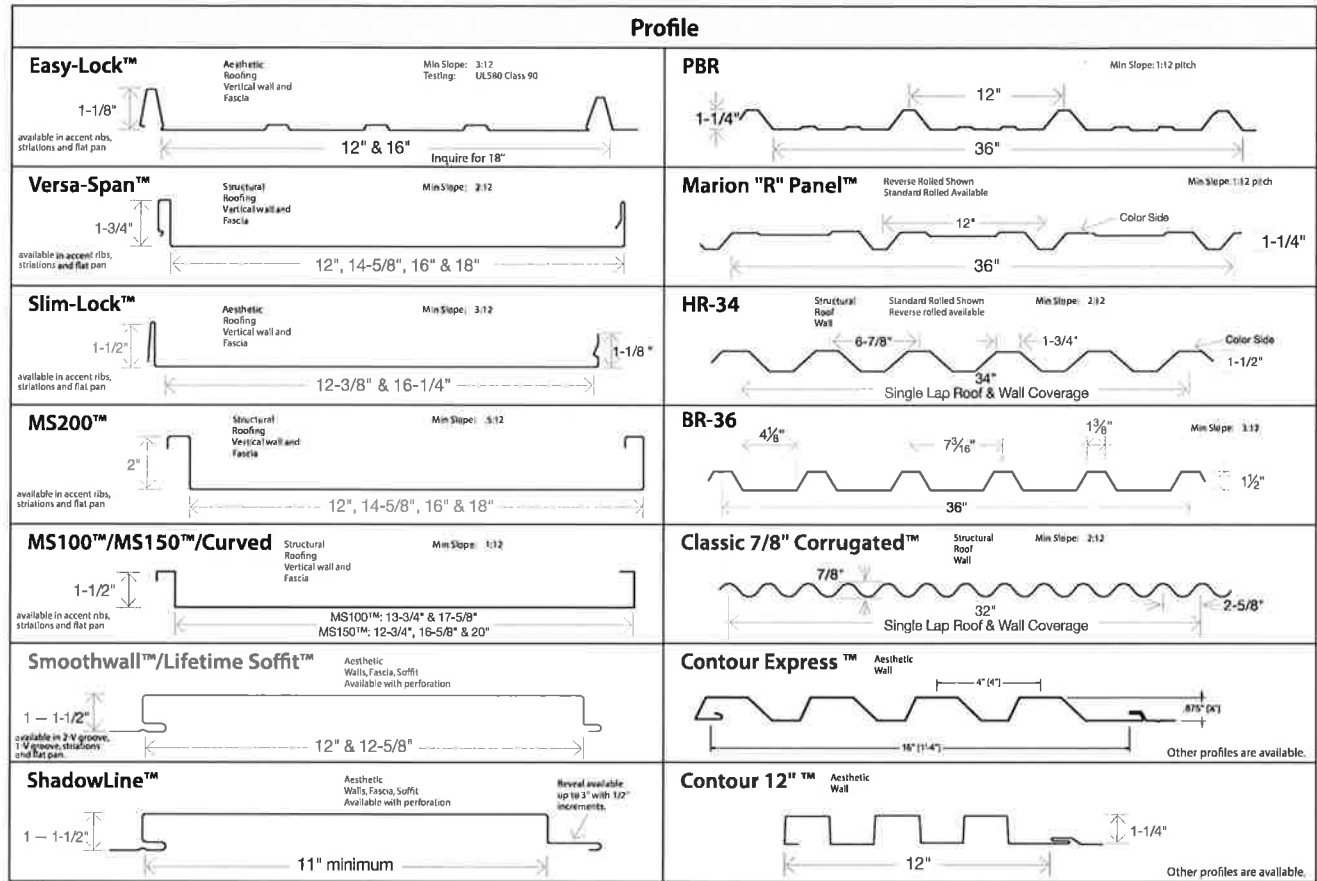 Profile
Easy-Lock™
Aesthetic
Roofing
Vertical wall and
Fascia
Min Slope: 3:12
Testing: UL580 Class 90
1-1/8"
available in accent ribs,
striations and flat pan
12" & 16"
Inquire for 18"
PBR
Min Slope: 1:12 pitch
12"
1-1/4"
36"
Versa-Span™
Structural
Roofing
Vertical wall and
Fascia
Min Slope: 2:12
1-3/4"
available in accent ribs,
striations and flat pan
12", 14-5/8", 16" & 18"
Marion "R" Panel™
Reverse Rolled Shown
Standard Rolled Available
Min Slope: 1:12 pitch
12"
Color Side
1-1/4"
36"
Slim-Lock™
Aesthetic
Roofing
Vertical wall and
Fascia
Min Slope: 3:12
1-1/2"
1-1/8"
available in accent ribs,
striations and flat pan
12-3/8" & 16-1/4"
HR-34
Structural
Roof
Wall
Standard Rolled Shown
Reverse rolled available
Min Slope: 2:12
6-7/8"
1-3/4"
Color Side
1-1/2"
34"
Single Lap Roof & Wall Coverage
MS200™
Structural
Roofing
Vertical wall and
Fascia
Min Slope: .5:12
2"
available in accent ribs,
striations and flat pan
12", 14-5/8", 16" & 18"
BR-36
Min Slope: 3:12
4⅛"
7³⁄₁₆"
1⅜"
1½"
36"
MS100™/MS150™/Curved
Structural
Roofing
Vertical wall and
Fascia
Min Slope: 1:12
1-1/2"
available in accent ribs,
striations and flat pan
MS100™: 13-3/4" & 17-5/8"
MS150™: 12-3/4", 16-5/8" & 20"
Classic 7/8" Corrugated™
Structural
Roof
Wall
Min Slope: 2:12
7/8"
32"
2-5/8"
Single Lap Roof & Wall Coverage
Smoothwall™/Lifetime Soffit™
Aesthetic
Walls, Fascia, Soffit
Available with perforation
1 — 1-1/2"
available in 2-V groove,
1-V groove, striations
and flat pan.
12" & 12-5/8"
Contour Express ™
Aesthetic
Wall
4" (4")
.875" (⅞")
16" (1'-4")
Other profiles are available.
ShadowLine™
Aesthetic
Walls, Fascia, Soffit
Available with perforation
Reveal available
up to 3" with 1/2"
increments.
1 — 1-1/2"
11" minimum
Contour 12" ™
Aesthetic
Wall
1-1/4"
12"
Other profiles are available.